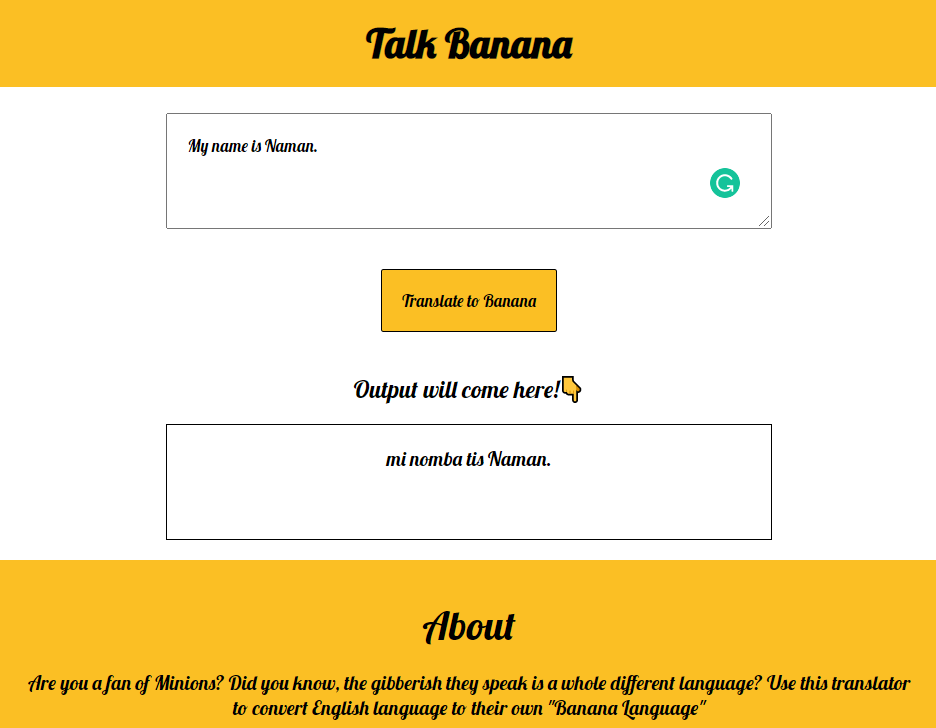 Talk Banana
My name is Naman.
Translate to Banana
Output will come here!👇
mi nomba tis Naman.
About
Are you a fan of Minions? Did you know, the gibberish they speak is a whole different language? Use this translator
to convert English language to their own "Banana Language"